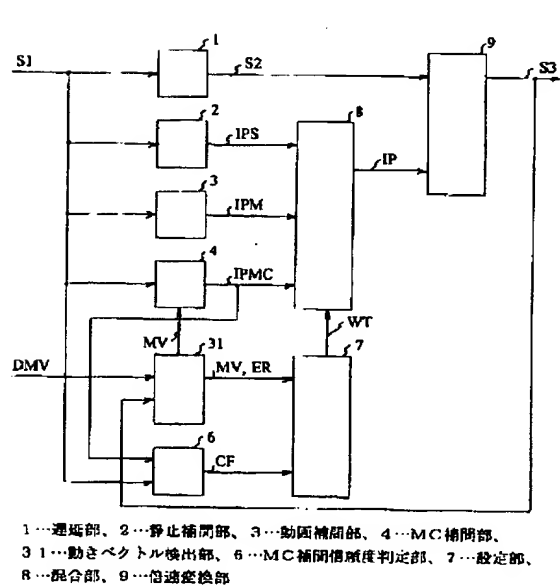 1
9
S1
S2
S3
2
8
IPS
IP
3
IPM
4
IPMC
MV
WT
31
7
DMV
MV, ER
6
CF
1…遅延部、2…静止補間部、3…動画補間部、4…MC補間部、
31…動きベクトル検出部、6…MC補間信頼度判定部、7…設定部、
8…混合部、9…倍速変換部